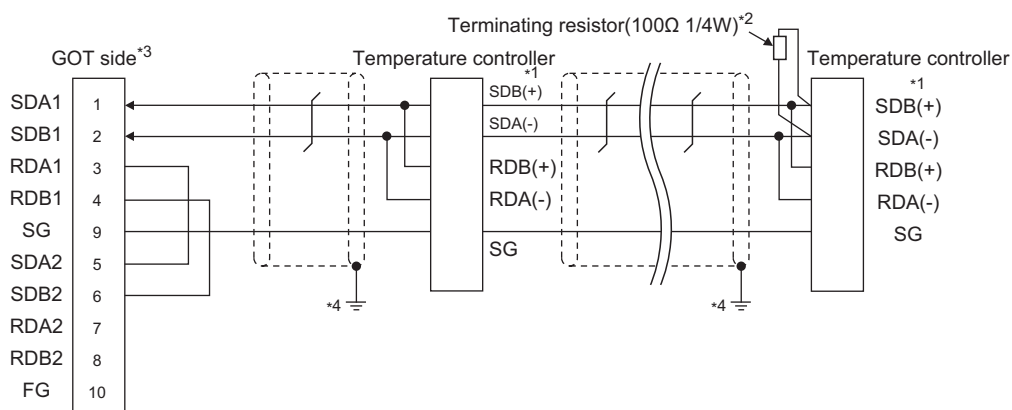 Terminating resistor(100Ω 1/4W)*2
GOT side*3
SDA1 1
SDB1 2
RDA1 3
RDB1 4
SG 9
SDA2 5
SDB2 6
RDA2 7
RDB2 8
FG 10
*4
Temperature controller
*1
SDB(+)
SDA(-)
RDB(+)
RDA(-)
SG
*4
Temperature controller
*1
SDB(+)
SDA(-)
RDB(+)
RDA(-)
SG